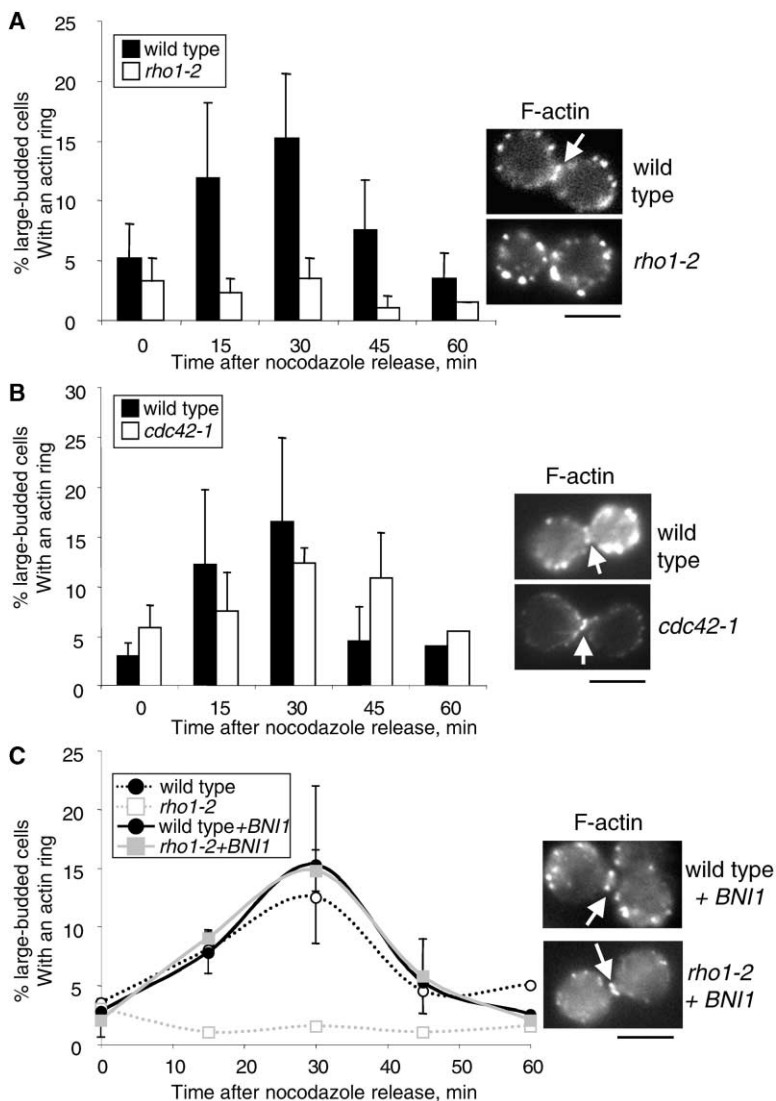 A
25
20
15
10
5
0
% large-budded cells
With an actin ring
wild type
rho1-2
0 15 30 45 60
Time after nocodazole release, min
F-actin
wild
type
rho1-2
B
30
25
20
15
10
5
0
% large-budded cells
With an actin ring
wild type
cdc42-1
0 15 30 45 60
Time after nocodazole release, min
F-actin
wild
type
cdc42-1
C
25
20
15
10
5
0
% large-budded cells
With an actin ring
wild type
rho1-2
wild type+BNI1
rho1-2+BNI1
0 10 20 30 40 50 60
Time after nocodazole release, min
F-actin
wild type
+ BNI1
rho1-2
+ BNI1